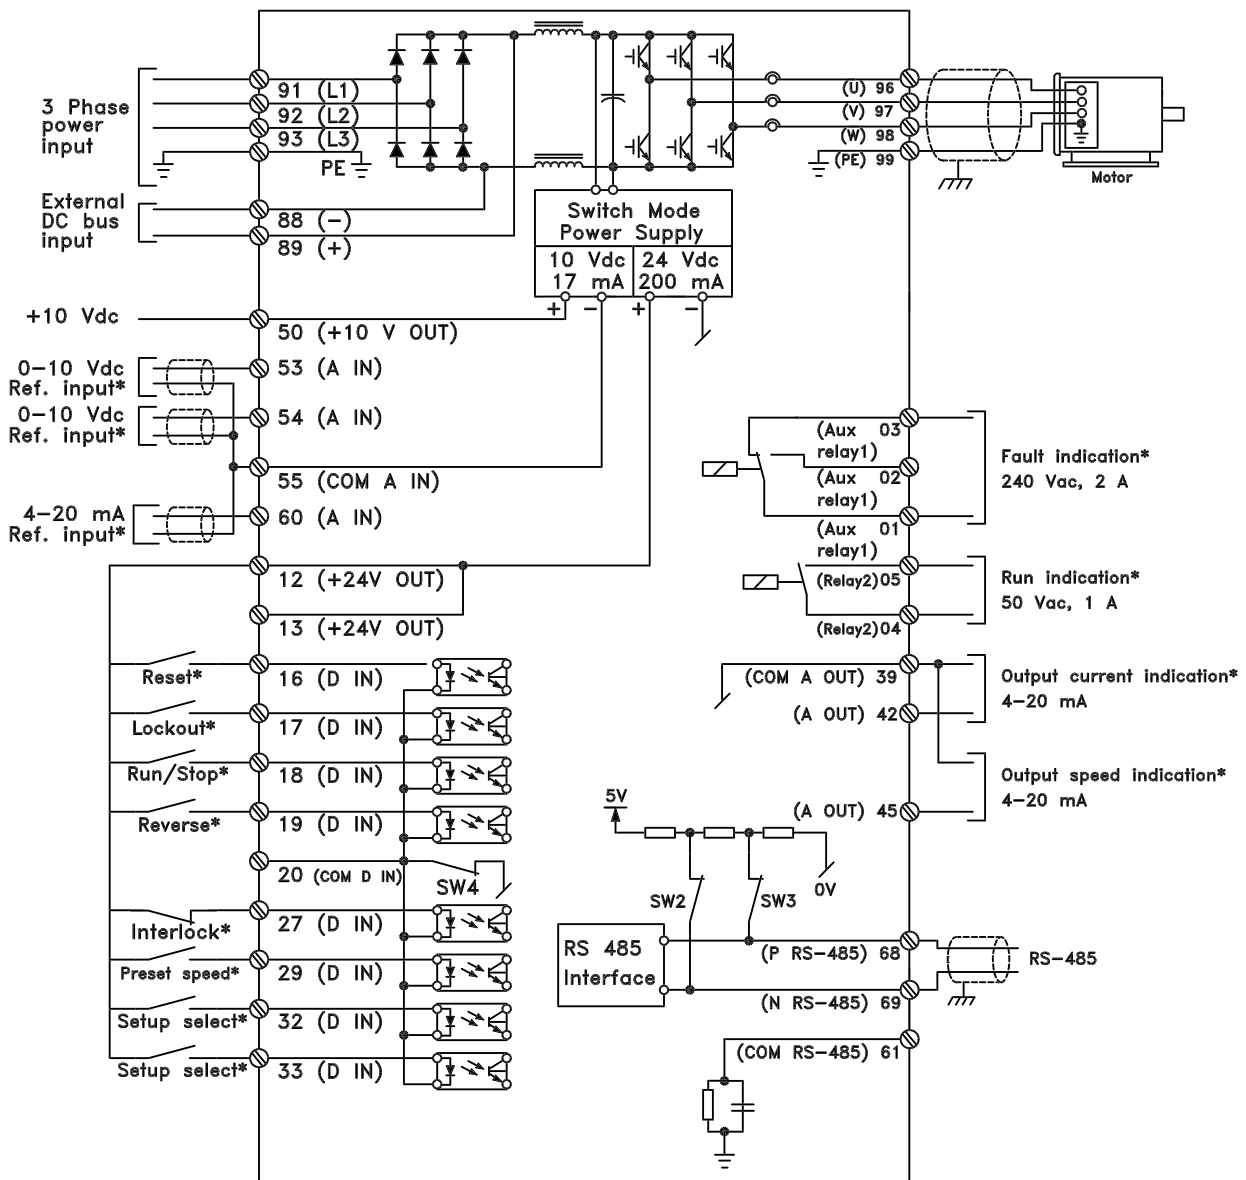 3 Phase
power
input
91 (L1)
92 (L2)
93 (L3)
PE
External
DC bus
input
88 (−)
89 (+)
Switch Mode
Power Supply
10 Vdc
17 mA
24 Vdc
200 mA
+ − + −
(U) 96
(V) 97
(W) 98
(PE) 99
Motor
+10 Vdc
50 (+10 V OUT)
0−10 Vdc
Ref. input*
53 (A IN)
0−10 Vdc
Ref. input*
54 (A IN)
55 (COM A IN)
4−20 mA
Ref. input*
60 (A IN)
12 (+24V OUT)
13 (+24V OUT)
Reset*
16 (D IN)
Lockout*
17 (D IN)
Run/Stop*
18 (D IN)
Reverse*
19 (D IN)
20 (COM D IN)
SW4
Interlock*
27 (D IN)
Preset speed*
29 (D IN)
Setup select*
32 (D IN)
Setup select*
33 (D IN)
(Aux 03
relay1)
(Aux 02
relay1)
(Aux 01
relay1)
Fault indication*
240 Vac, 2 A
(Relay2)05
(Relay2)04
Run indication*
50 Vac, 1 A
(COM A OUT) 39
(A OUT) 42
Output current indication*
4−20 mA
(A OUT) 45
Output speed indication*
4−20 mA
5V
0V
SW2
SW3
RS 485
Interface
(P RS−485) 68
(N RS−485) 69
RS−485
(COM RS−485) 61